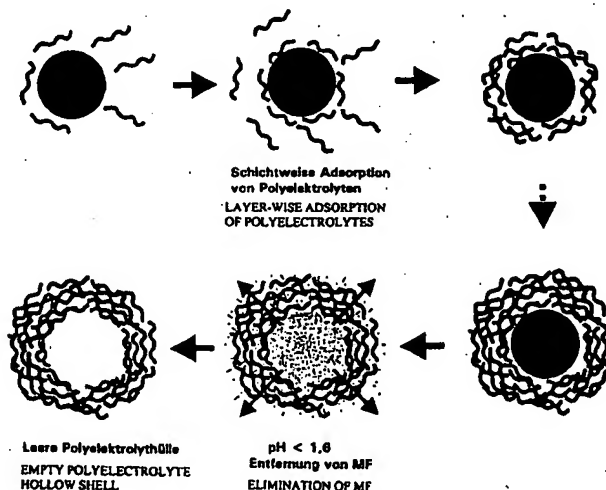 Schichtweise Adsorption
von Polyelektrolyten
LAYER-WISE ADSORPTION
OF POLYELECTROLYTES
Leere Polyelektrolythülle
EMPTY POLYELECTROLYTE
HOLLOW SHELL
pH < 1,6
Entfernung von MF
ELIMINATION OF MF